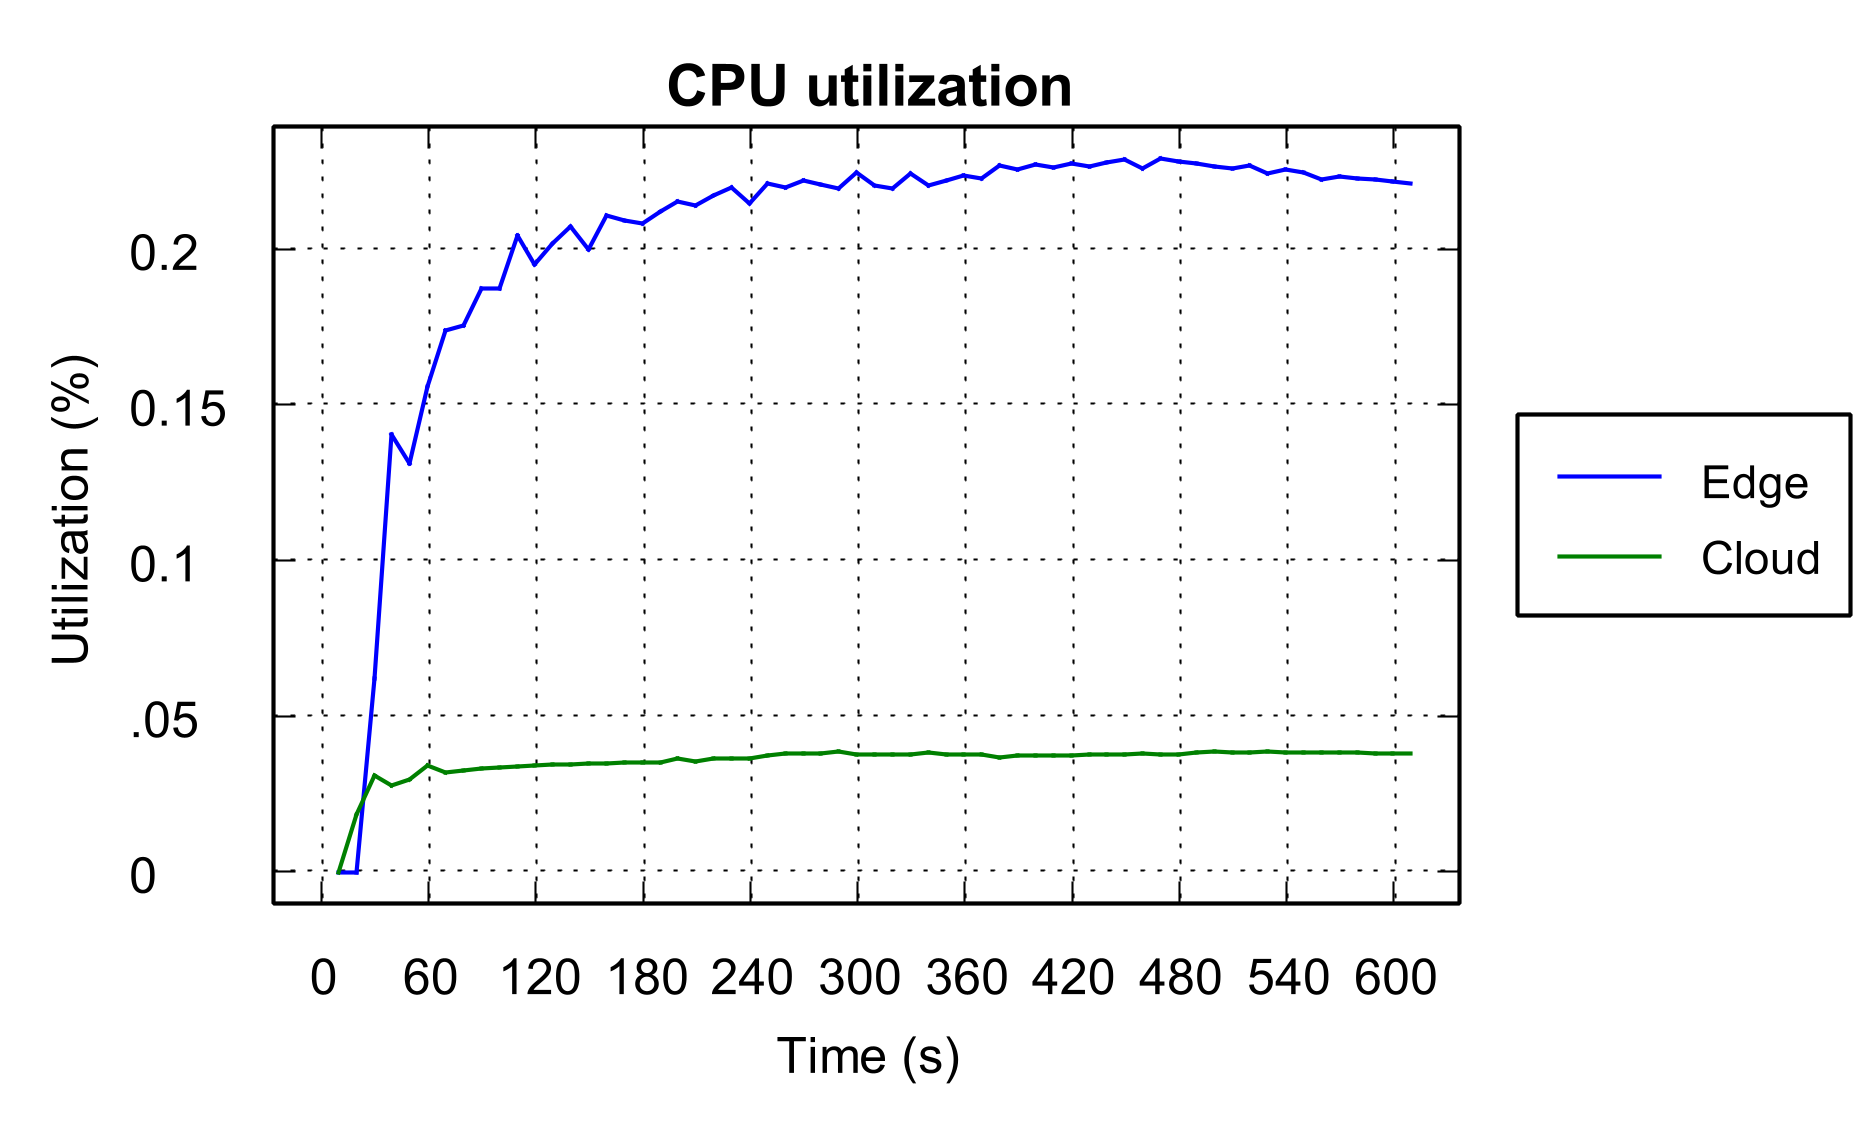 CPU utilization
0.2
0.15
0.1
.05
0
Utilization (%)
0 60 120 180 240 300 360 420 480 540 600
Time (s)
Edge
Cloud